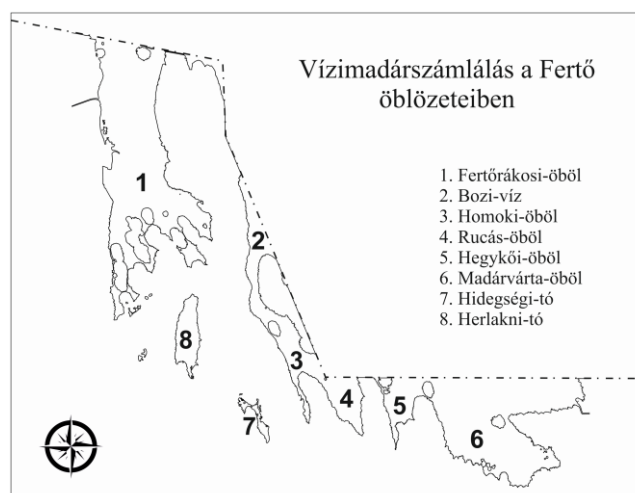 Vízimadárszámlálás a Fertő
öblözeteiben
1. Fertőrákosi-öböl
2. Bozi-víz
3. Homoki-öböl
4. Rucás-öböl
5. Hegykői-öböl
6. Madárvárta-öböl
7. Hidegségi-tó
8. Herlakni-tó
1
2
8
3
4
5
7
6